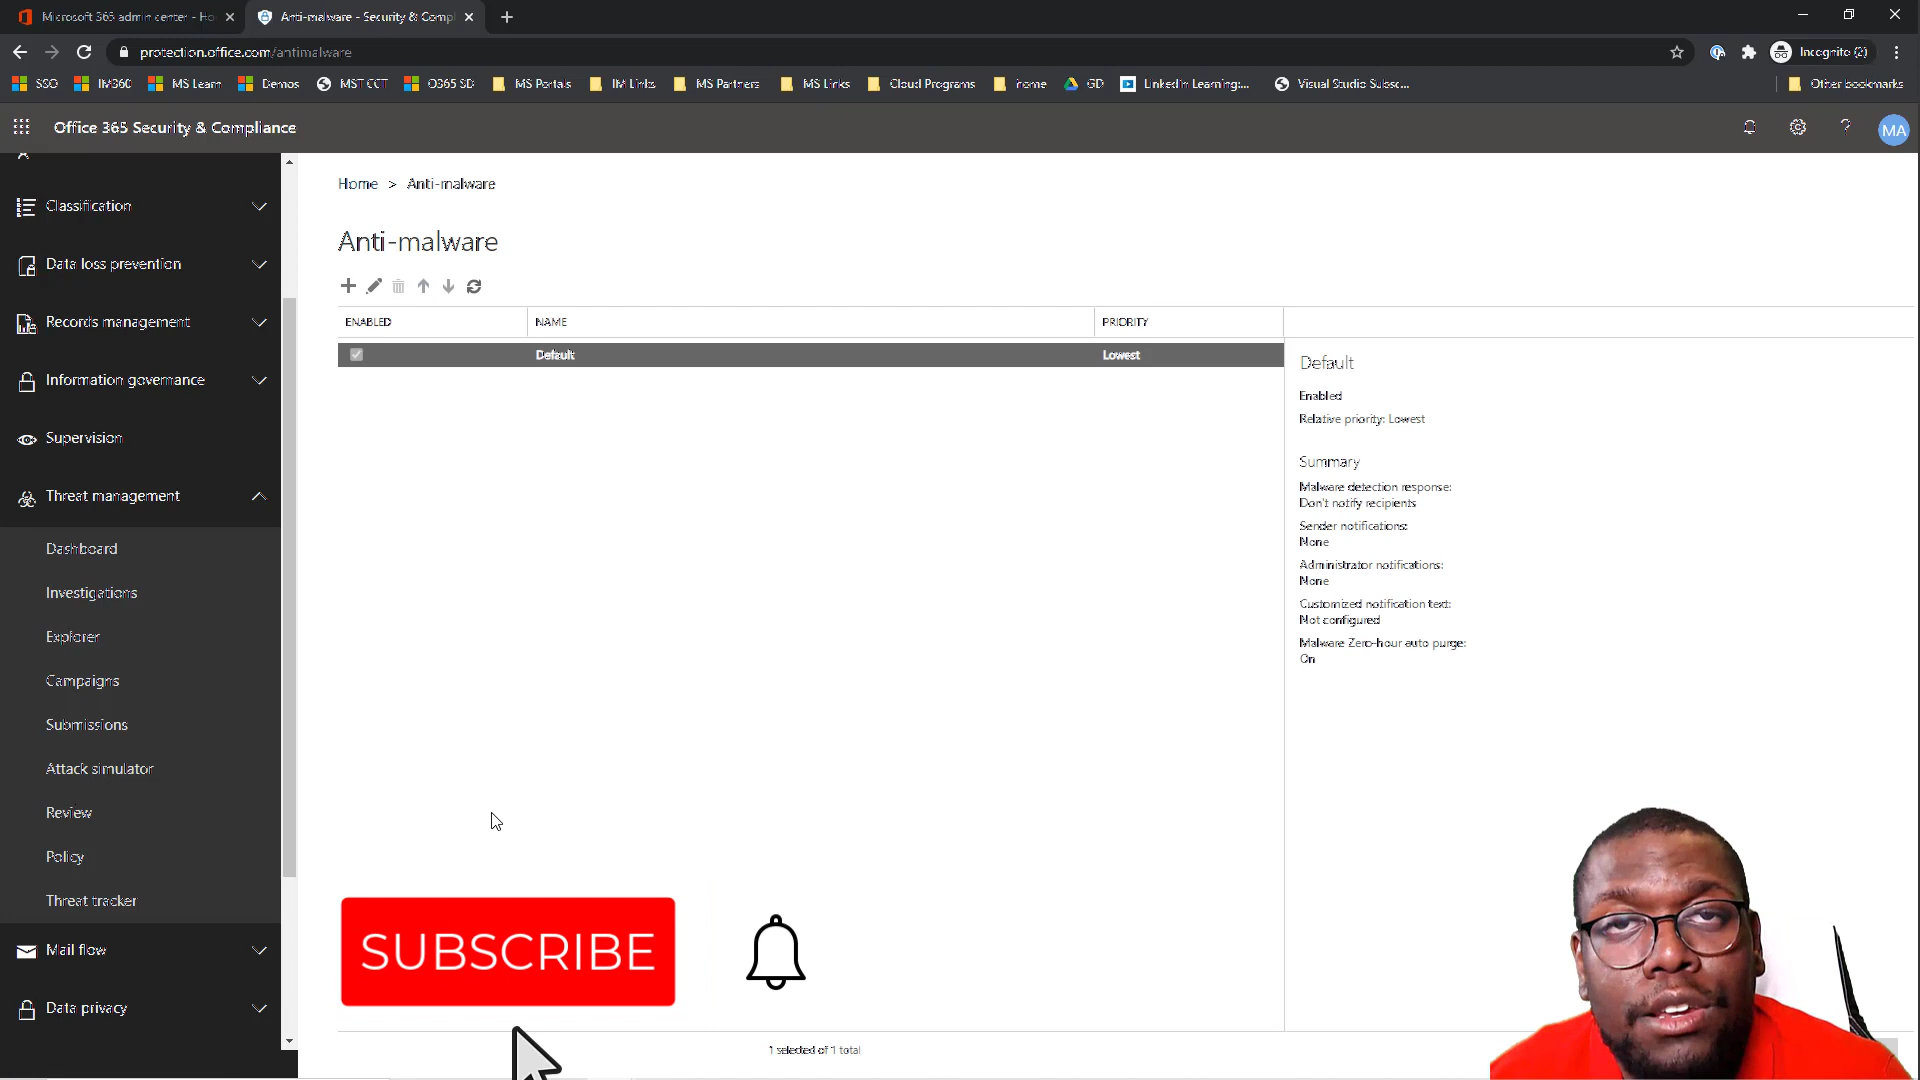 Microsoft 365 admin center - Ho
Anti-malware - Security & Compl
protection.office.com/antimalware
Incognito (2)
SSO
IM360
MS Learn
Demos
MST CCT
O365 SD
MS Portals
IM Links
MS Partners
MS Links
Cloud Programs
home
GD
LinkedIn Learning:...
Visual Studio Subsc...
Other bookmarks
Office 365 Security & Compliance
MA
Classification
Data loss prevention
Records management
Information governance
Supervision
Threat management
Dashboard
Investigations
Explorer
Campaigns
Submissions
Attack simulator
Review
Policy
Threat tracker
Mail flow
Data privacy
Home > Anti-malware
Anti-malware
ENABLED NAME PRIORITY
Default Lowest
Default
Enabled
Relative priority: Lowest
Summary
Malware detection response:
Don't notify recipients
Sender notifications:
None
Administrator notifications:
None
Customized notification text:
Not configured
Malware Zero-hour auto purge:
On
SUBSCRIBE
1 selected of 1 total